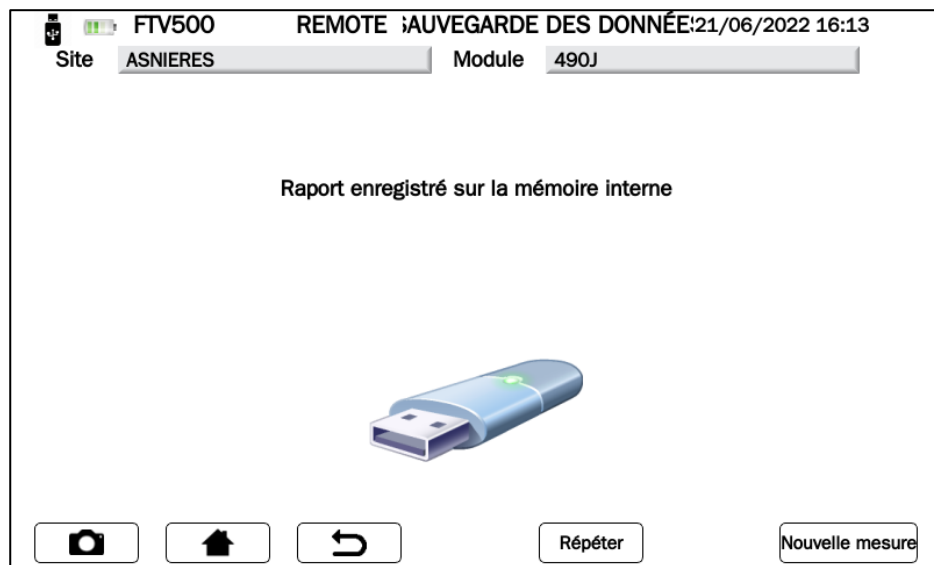 FTV500 REMOTE SAUVEGARDE DES DONNÉE 21/06/2022 16:13
Site ASNIERES Module 490J
Raport enregistré sur la mémoire interne
Répéter Nouvelle mesure